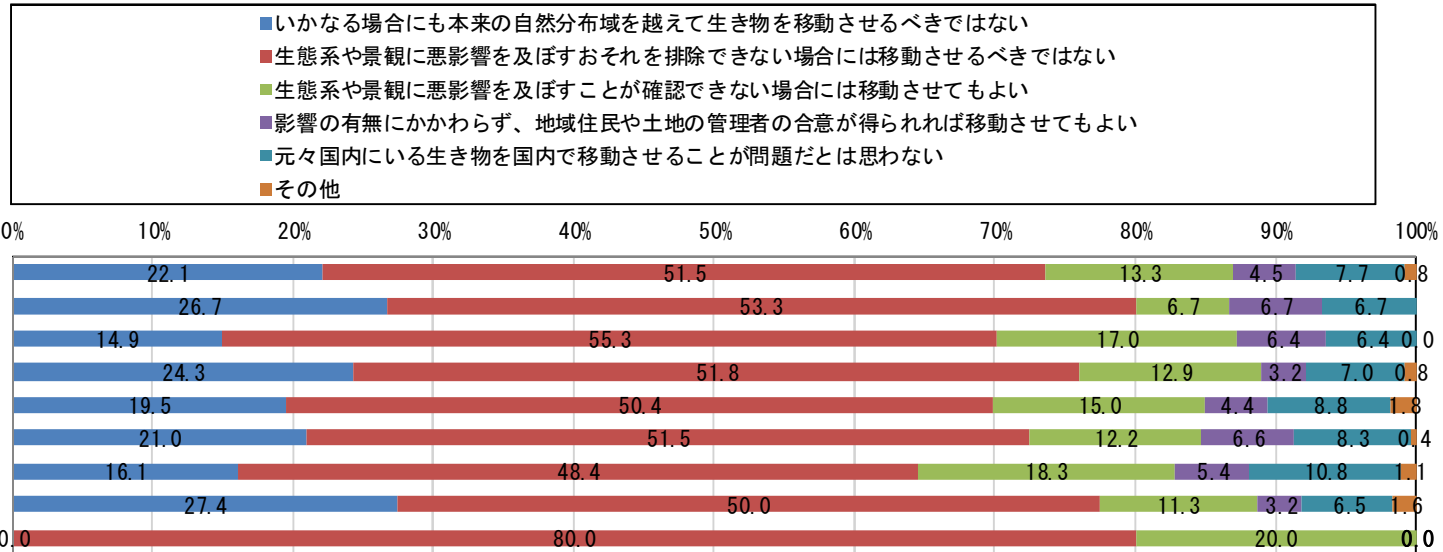 いかなる場合にも本来の自然分布域を越えて生き物を移動させるべきではない
生態系や景観に悪影響を及ぼすおそれを排除できない場合には移動させるべきではない
生態系や景観に悪影響を及ぼすことが確認できない場合には移動させてもよい
影響の有無にかかわらず、地域住民や土地の管理者の合意が得られれば移動させてもよい
元々国内にいる生き物を国内で移動させることが問題だとは思わない
その他
0% 10% 20% 30% 40% 50% 60% 70% 80% 90% 100%
22.1 51.5 13.3 4.5 7.7 0.8
26.7 53.3 6.7 6.7 6.7
14.9 55.3 17.0 6.4 6.4 0.0
24.3 51.8 12.9 3.2 7.0 0.8
19.5 50.4 15.0 4.4 8.8 1.8
21.0 51.5 12.2 6.6 8.3 0.4
16.1 48.4 18.3 5.4 10.8 1.1
27.4 50.0 11.3 3.2 6.5 1.6
0.0 80.0 20.0 0.0